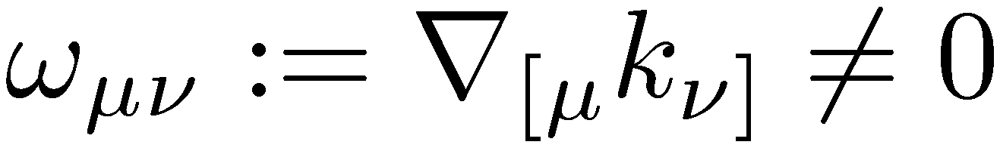 ω_{μν} := ∇_{[μ}k_{ν]} ≠ 0